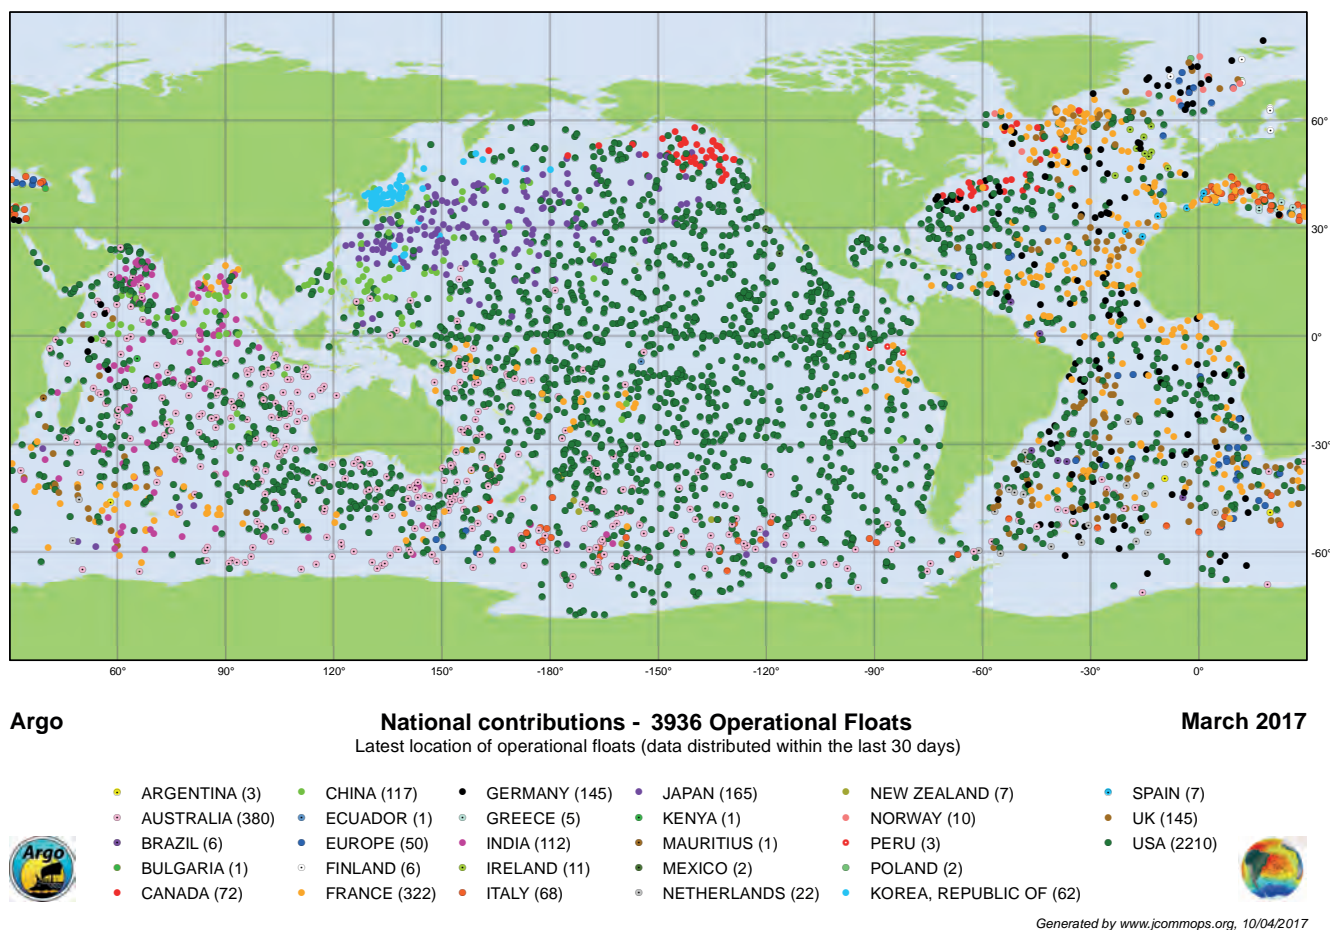 60°
30°
0°
-30°
-60°
60° 90° 120° 150° -180° -150° -120° -90° -60° -30° 0°
Argo National contributions - 3936 Operational Floats March 2017
Latest location of operational floats (data distributed within the last 30 days)
ARGENTINA (3) CHINA (117) GERMANY (145) JAPAN (165) NEW ZEALAND (7) SPAIN (7)
AUSTRALIA (380) ECUADOR (1) GREECE (5) KENYA (1) NORWAY (10) UK (145)
BRAZIL (6) EUROPE (50) INDIA (112) MAURITIUS (1) PERU (3) USA (2210)
BULGARIA (1) FINLAND (6) IRELAND (11) MEXICO (2) POLAND (2)
CANADA (72) FRANCE (322) ITALY (68) NETHERLANDS (22) KOREA, REPUBLIC OF (62)
Argo
Generated by www.jcommops.org, 10/04/2017